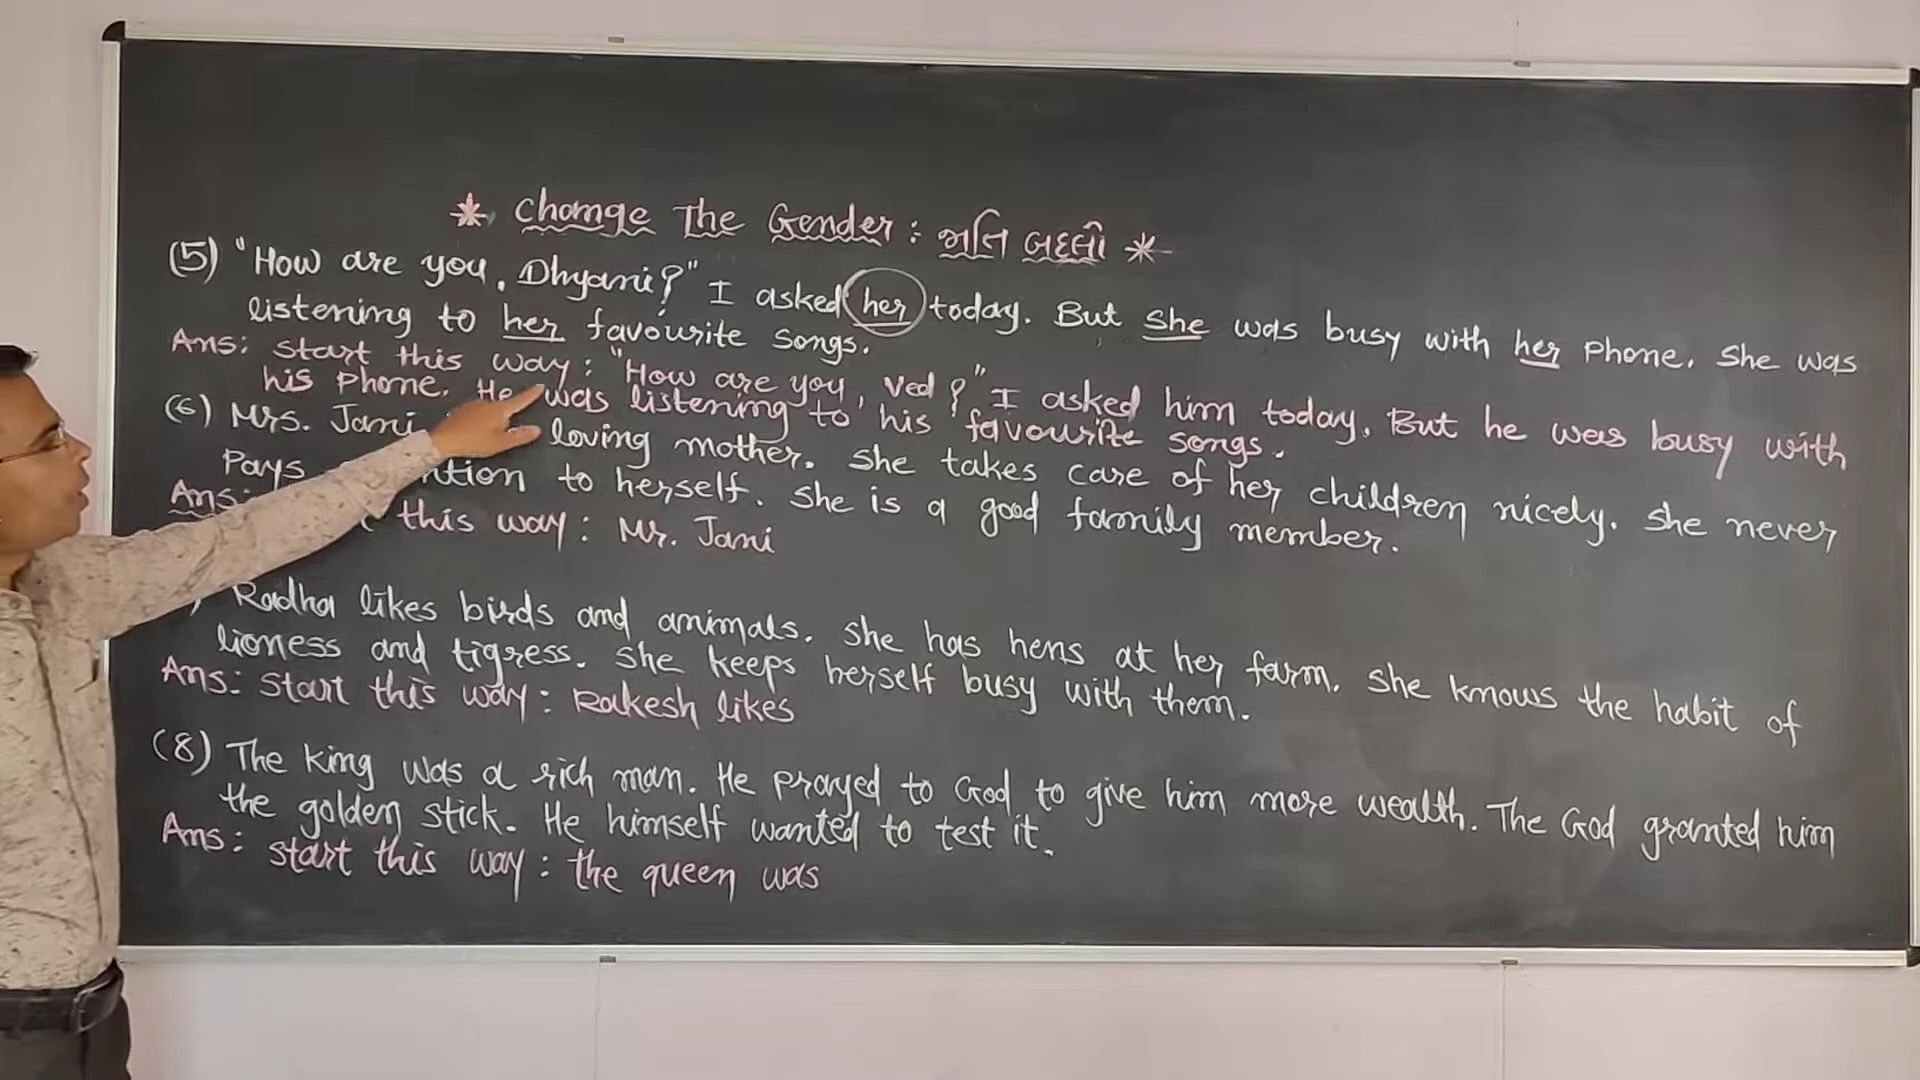 * Change The Gender : જાતિ બદલો *
(5) "How are you, Dhyani?" I asked her today. But she was busy with her phone. She was
listening to her favourite songs.
Ans: Start this way: "How are you, Ved?" I asked him today. But he was busy with
his phone. He was listening to his favourite songs.
(6) Mrs. Jani loving mother. She takes care of her children nicely. She never
Pays to herself. She is a good family member.
Ans: this way: Mr. Jani
Radha likes birds and animals. She has hens at her farm. She knows the habit of
lioness and tigress. She keeps herself busy with them.
Ans: Start this way: Rakesh likes
(8) The king was a rich man. He prayed to God to give him more wealth. The God granted him
the golden stick. He himself wanted to test it.
Ans: Start this way: the queen was